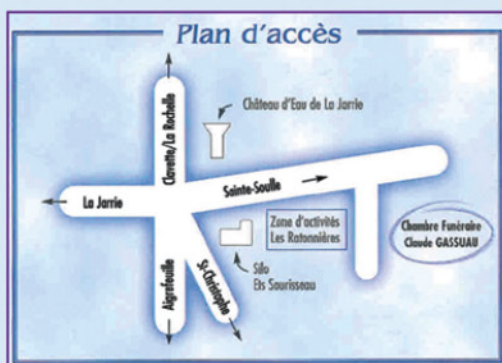 Plan d'accès
Château d'Eau de La Jarrie
Clavette/La Rochelle
Sainte-Soulle
La Jarrie
Zone d'activités
Les Ratonnières
Chambre Funéraire
Claude GASSUAU
Aigrefeuille
St-Christophe
Silo
Ets Sourisseau